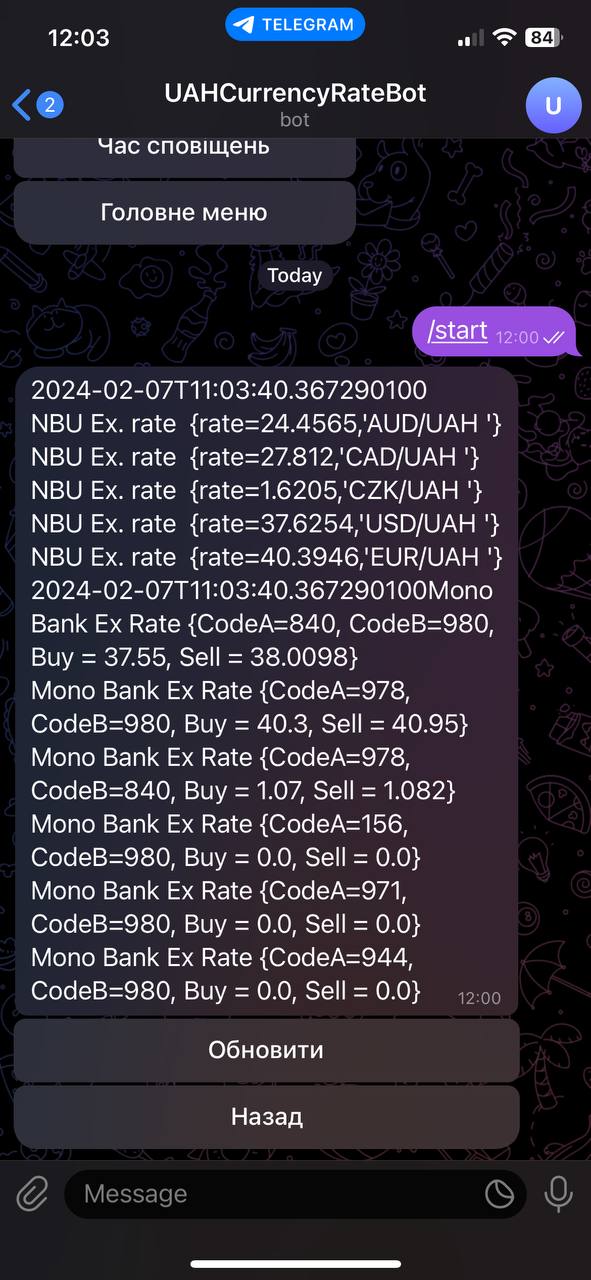 12:03
TELEGRAM
84
2
UAHCurrencyRateBot
U
bot
Час сповіщень
Головне меню
Today
/start 12:00
2024-02-07T11:03:40.367290100
NBU Ex. rate  {rate=24.4565,'AUD/UAH '}
NBU Ex. rate  {rate=27.812,'CAD/UAH '}
NBU Ex. rate  {rate=1.6205,'CZK/UAH '}
NBU Ex. rate  {rate=37.6254,'USD/UAH '}
NBU Ex. rate  {rate=40.3946,'EUR/UAH '}
2024-02-07T11:03:40.367290100Mono
Bank Ex Rate {CodeA=840, CodeB=980,
Buy = 37.55, Sell = 38.0098}
Mono Bank Ex Rate {CodeA=978,
CodeB=980, Buy = 40.3, Sell = 40.95}
Mono Bank Ex Rate {CodeA=978,
CodeB=840, Buy = 1.07, Sell = 1.082}
Mono Bank Ex Rate {CodeA=156,
CodeB=980, Buy = 0.0, Sell = 0.0}
Mono Bank Ex Rate {CodeA=971,
CodeB=980, Buy = 0.0, Sell = 0.0}
Mono Bank Ex Rate {CodeA=944,
CodeB=980, Buy = 0.0, Sell = 0.0}
12:00
Обновити
Назад
Message